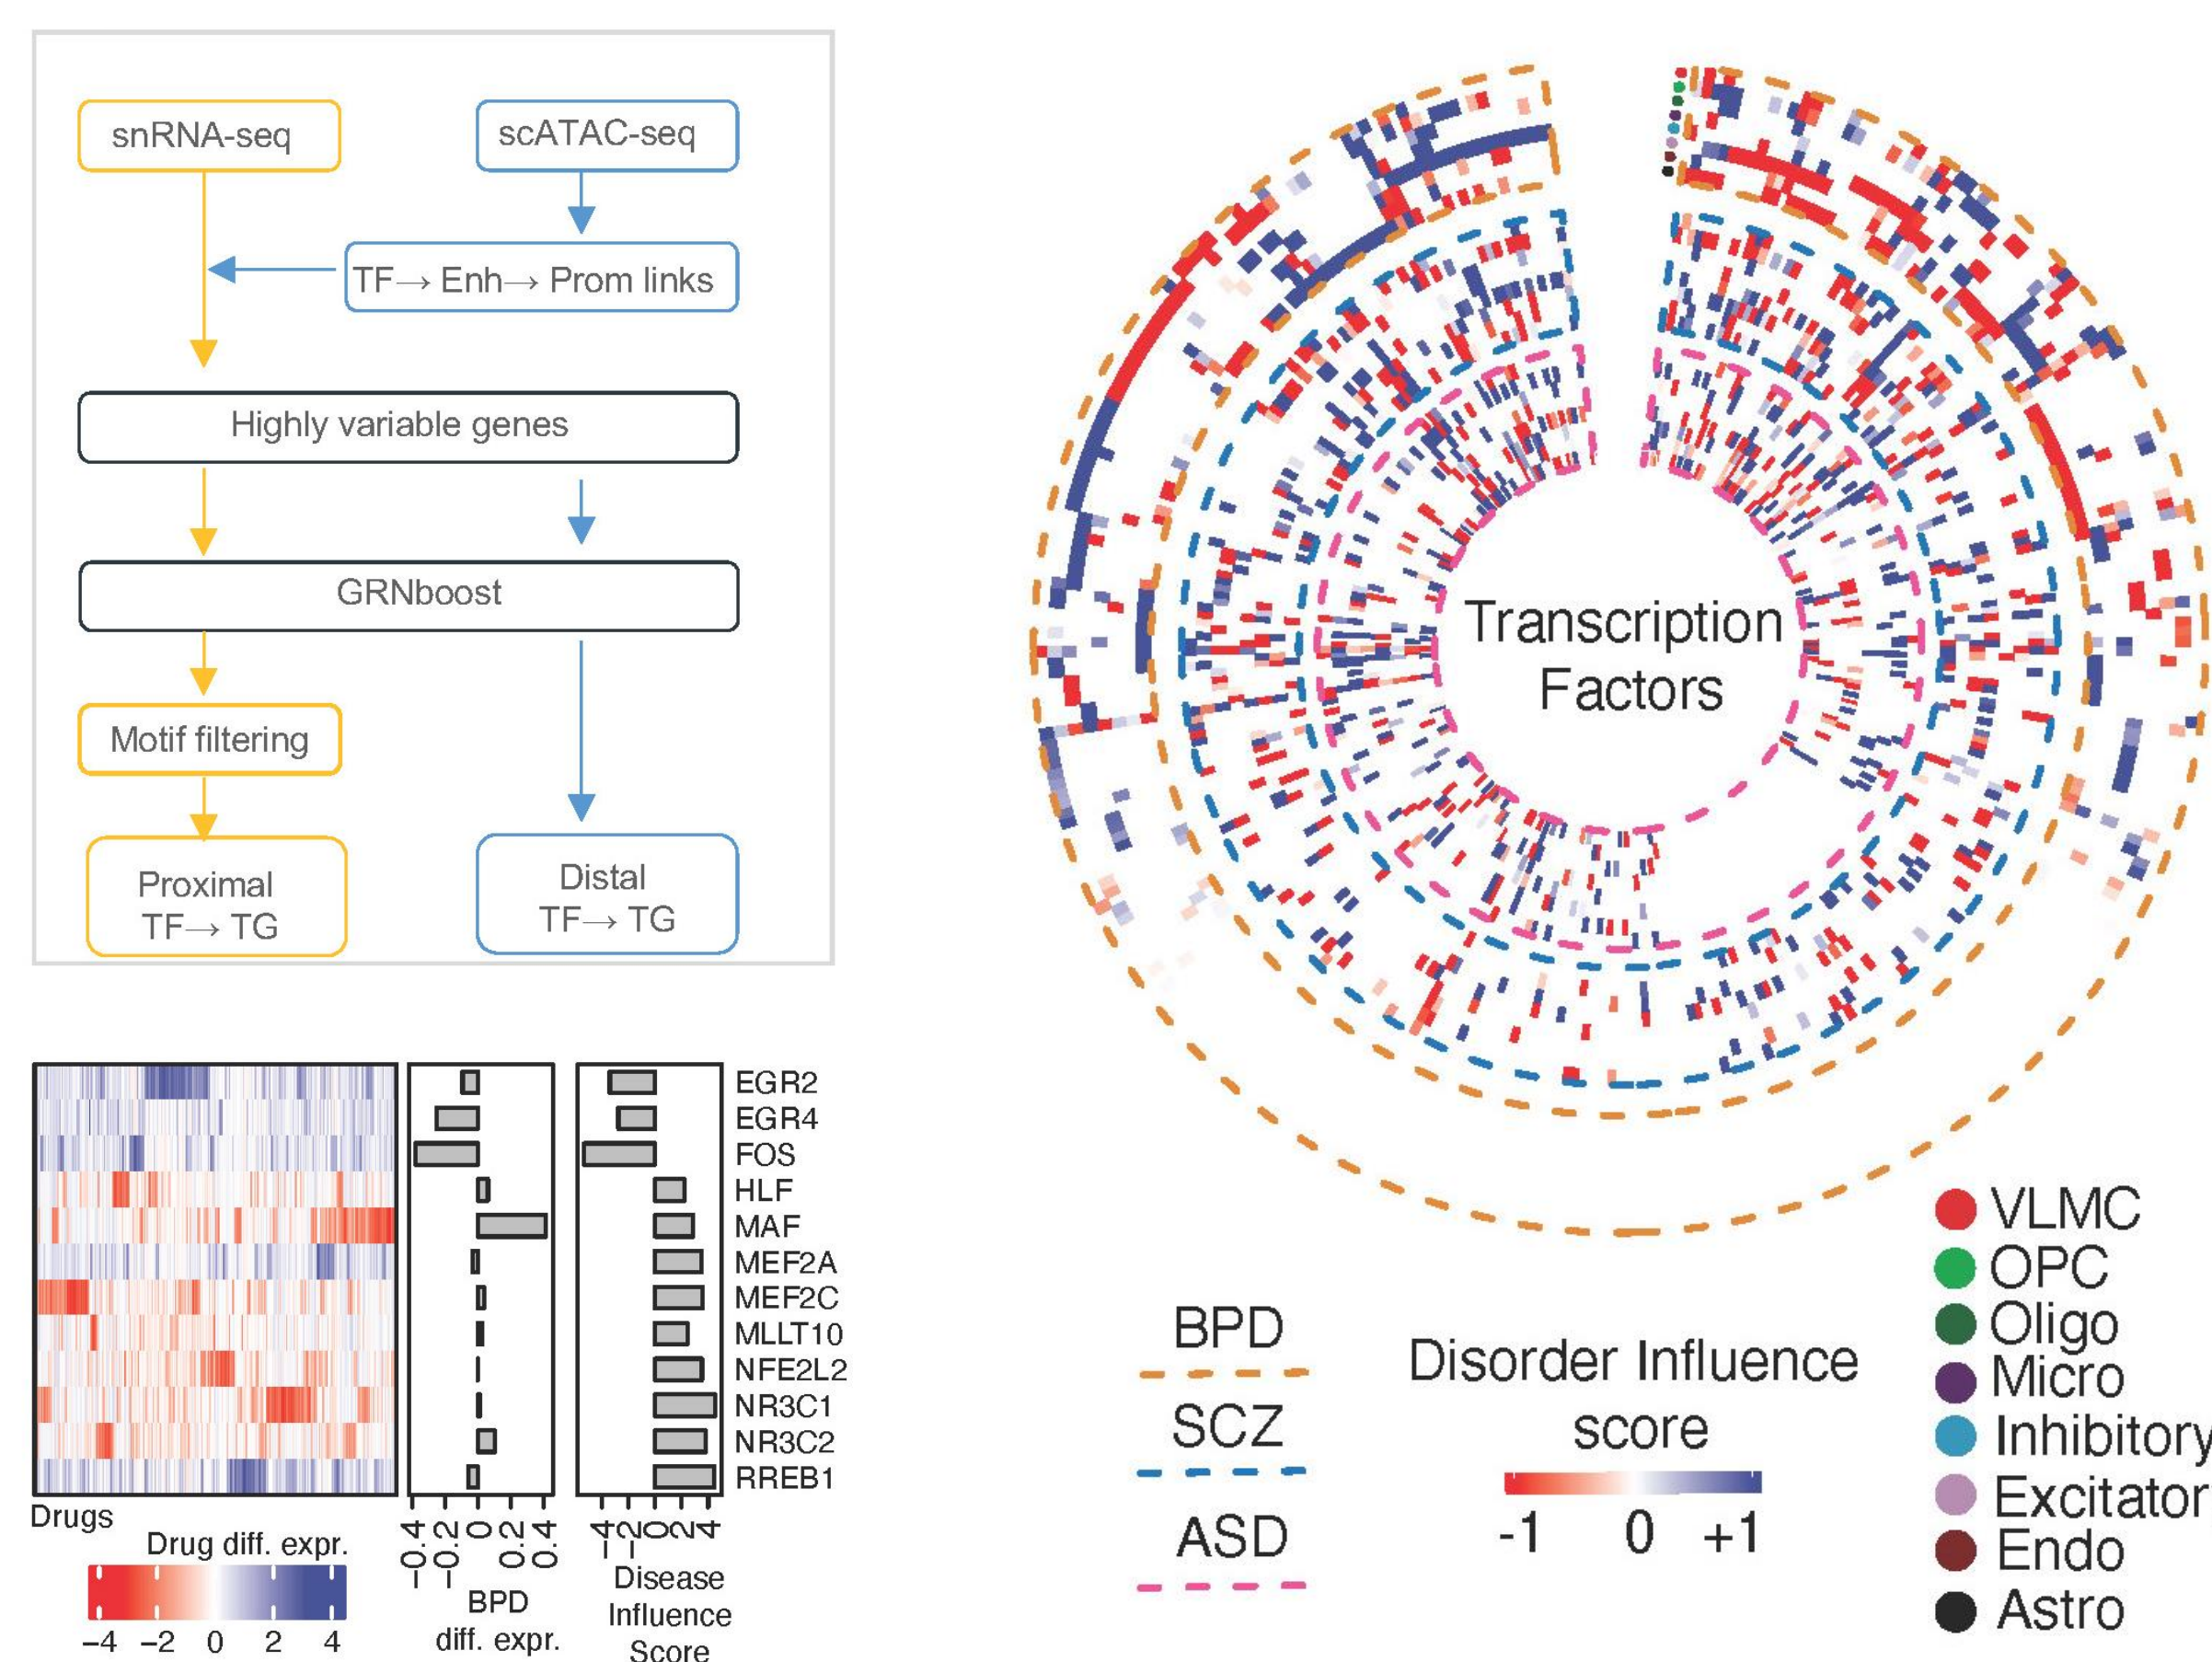 snRNA-seq
scATAC-seq
TF→ Enh→ Prom links
Highly variable genes
GRNboost
Motif filtering
Proximal
TF→ TG
Distal
TF→ TG
EGR2
EGR4
FOS
HLF
MAF
MEF2A
MEF2C
MLLT10
NFE2L2
NR3C1
NR3C2
RREB1
Drugs
Drug diff. expr.
−4 −2 0 2 4
−0.4 −0.2 0 0.2 0.4
BPD
diff. expr.
−4 −2 0 2 4
Disease
Influence
Score
Transcription
Factors
BPD
SCZ
ASD
Disorder Influence
score
-1 0 +1
VLMC
OPC
Oligo
Micro
Inhibitory
Excitator
Endo
Astro